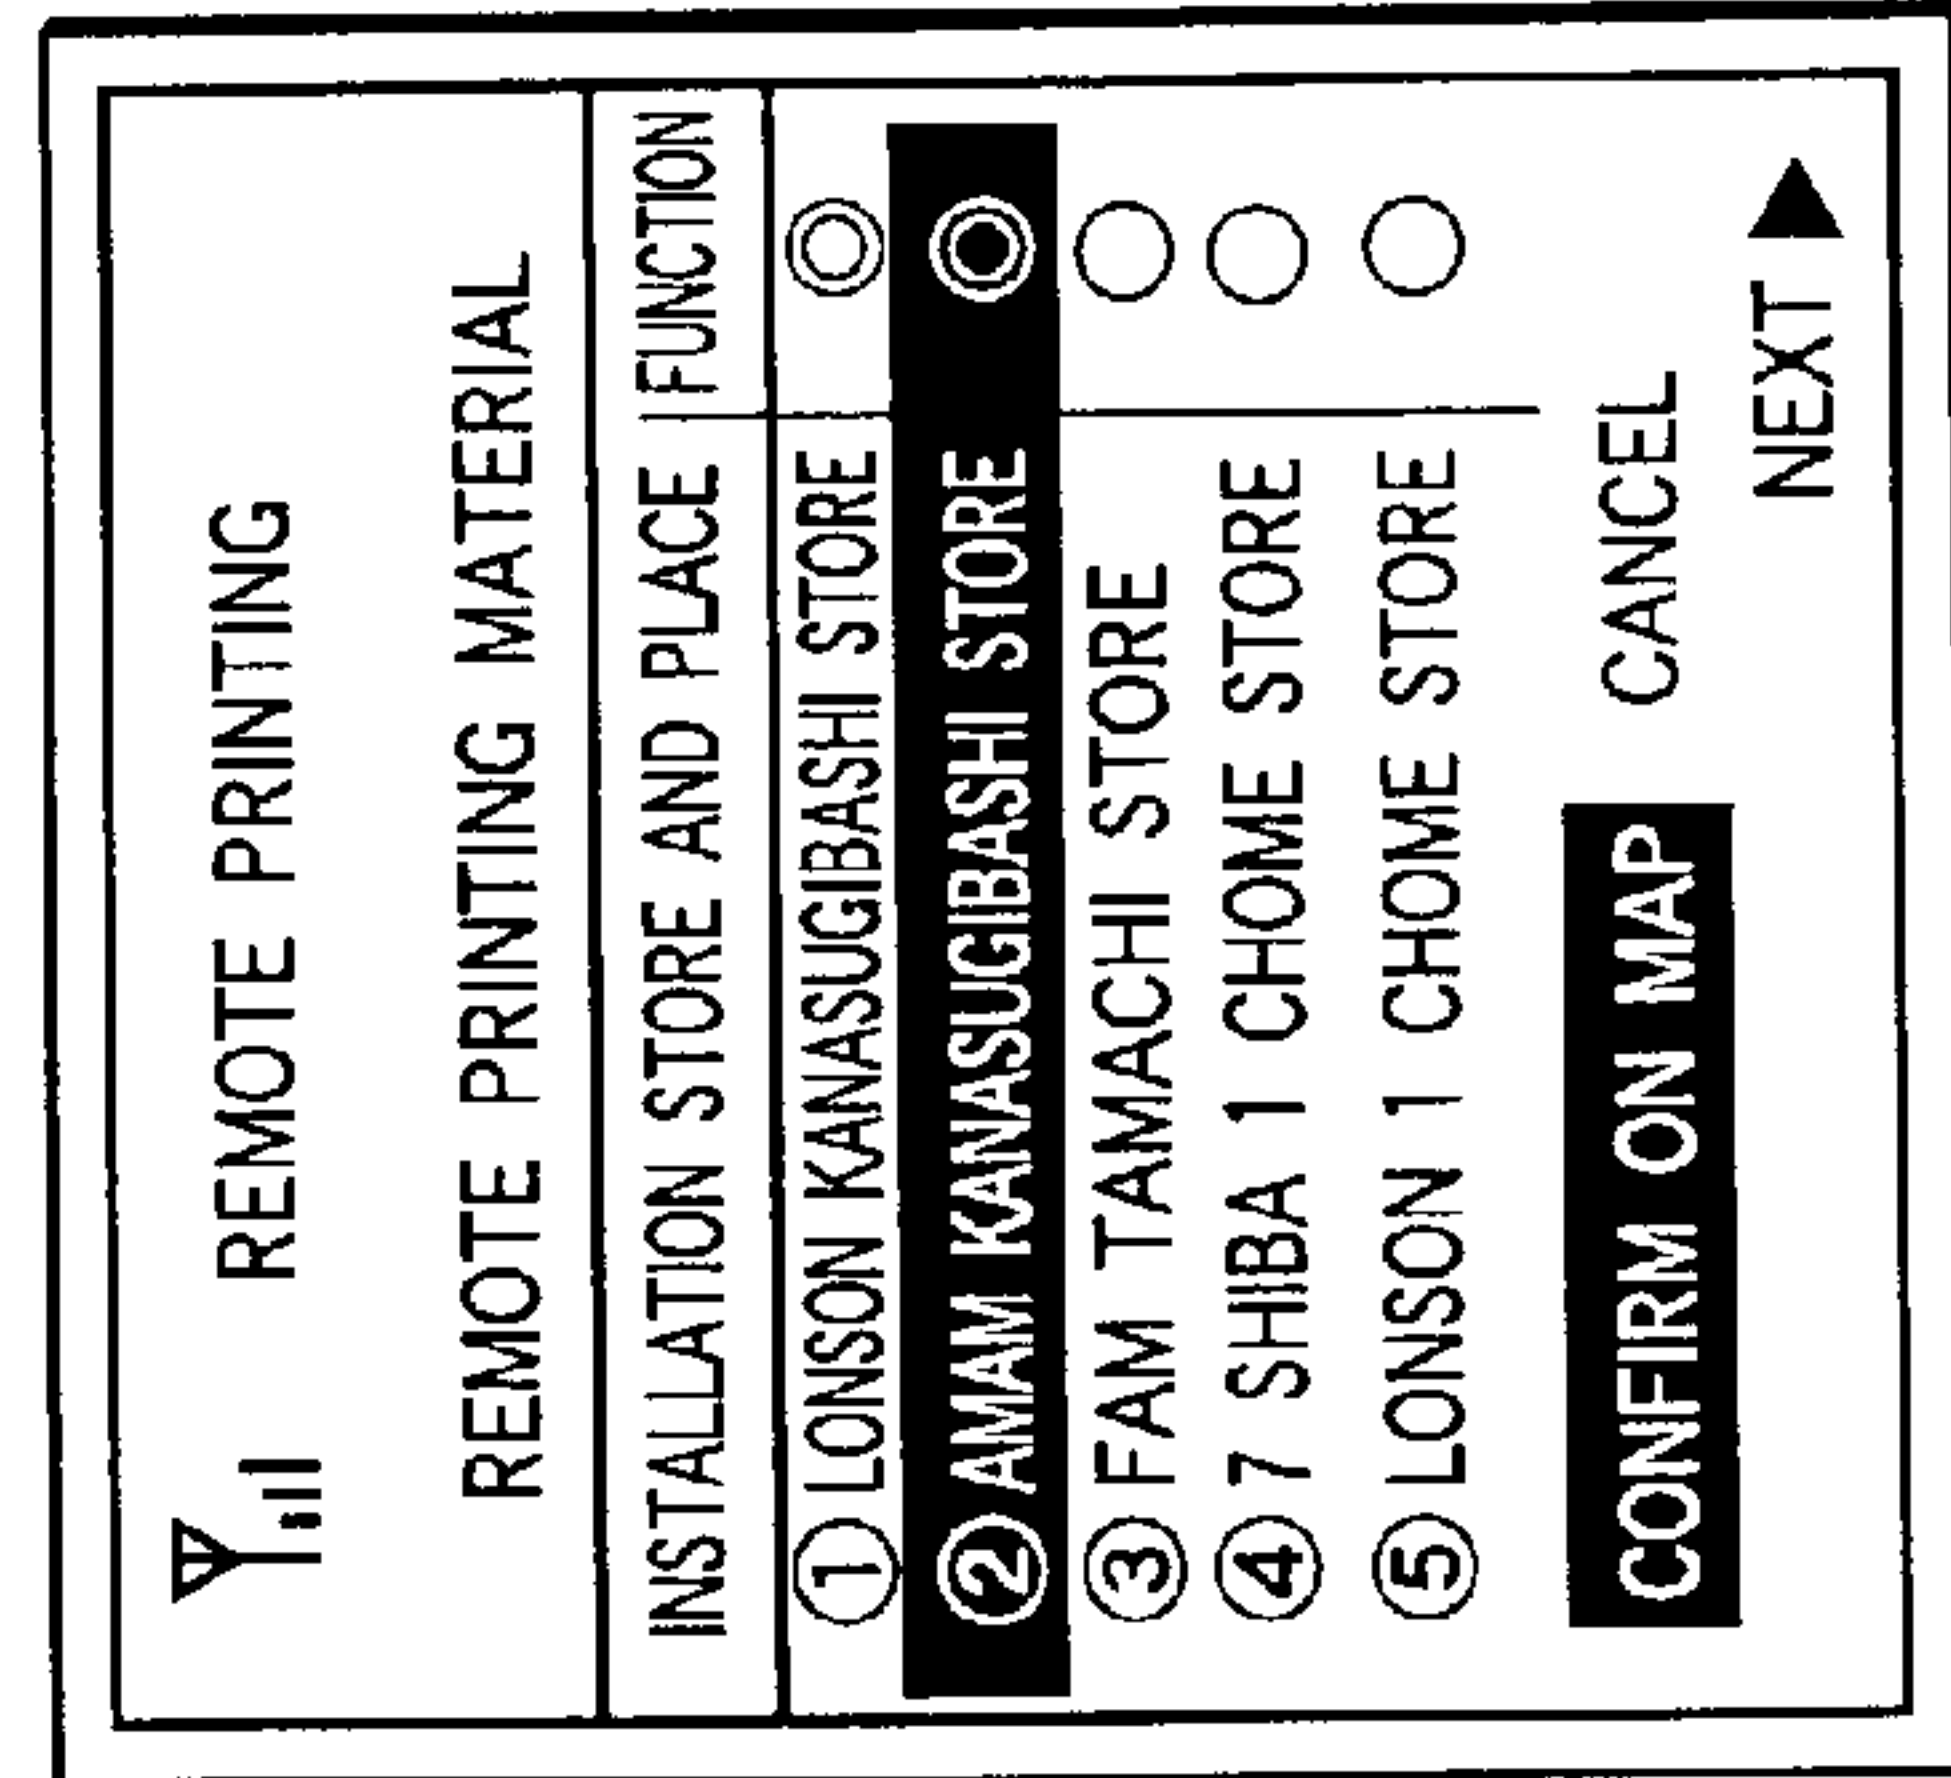 REMOTE PRINTING
REMOTE PRINTING MATERIAL
INSTALLATION STORE AND PLACE FUNCTION
① LONSON KANASUGIBASHI STORE ◎
② AMAM KANASUGIBASHI STORE ◎
③ FAM TAMACHI STORE ○
④ 7 SHIBA 1 CHOME STORE ○
⑤ LONSON 1 CHOME STORE ○
CONFIRM ON MAP CANCEL
NEXT ▶